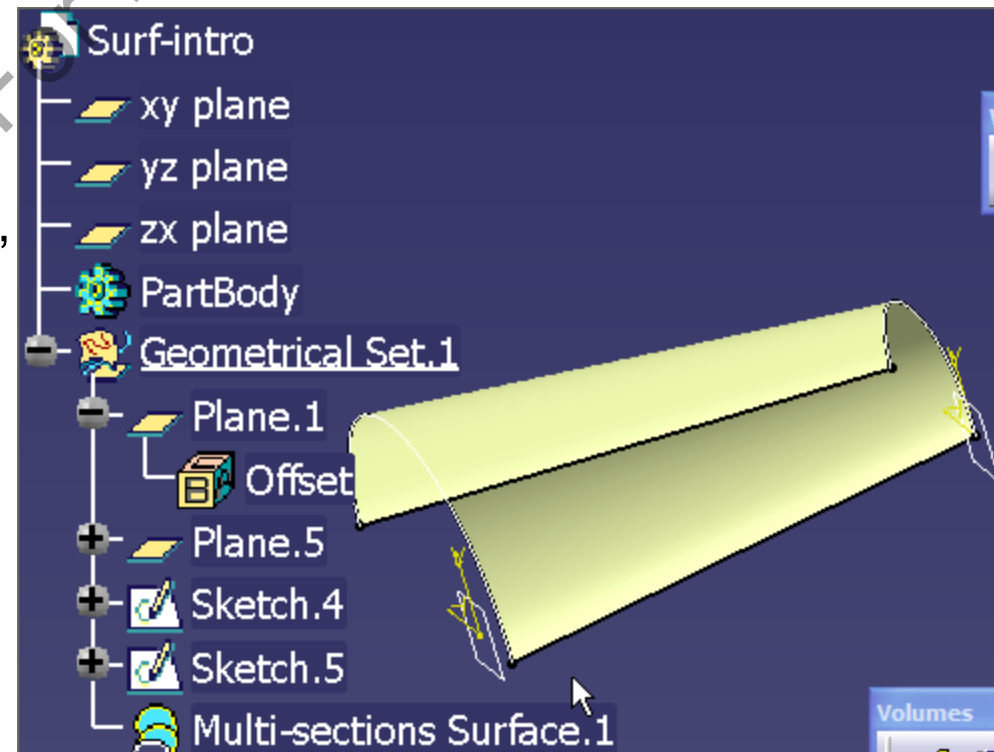 Surf-intro
xy plane
yz plane
,
zx plane
PartBody
Geometrical Set.1
Plane.1
Offset
Plane.5
Sketch.4
Sketch.5
Multi-sections Surface.1
Volumes